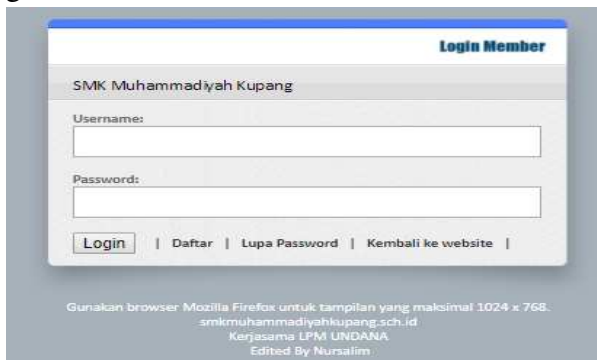 Login Member
SMK Muhammadiyah Kupang
Username:
Password:
Login | Daftar | Lupa Password | Kembali ke website |
Gunakan browser Mozilla Firefox untuk tampilan yang maksimal 1024 x 768.
smkmuhammadiyahkupang.sch.id
Kerjasama LPM UNDANA
Edited By Nursalim